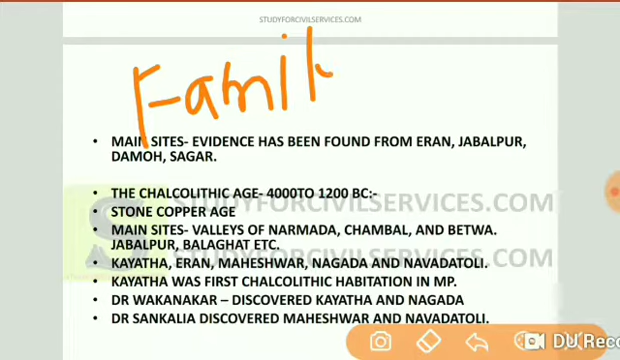 STUDYFORCIVILSERVICES.COM
Famik
• MAIN SITES- EVIDENCE HAS BEEN FOUND FROM ERAN, JABALPUR,
DAMOH, SAGAR.
• THE CHALCOLITHIC AGE- 4000TO 1200 BC:-
STUDYFORCIVILSERVICES.COM
• STONE COPPER AGE
• MAIN SITES- VALLEYS OF NARMADA, CHAMBAL, AND BETWA.
JABALPUR, BALAGHAT ETC.
STUDYFORCIVILSERVICES.COM
• KAYATHA, ERAN, MAHESHWAR, NAGADA AND NAVADATOLI.
• KAYATHA WAS FIRST CHALCOLITHIC HABITATION IN MP.
• DR WAKANAKAR – DISCOVERED KAYATHA AND NAGADA
• DR SANKALIA DISCOVERED MAHESHWAR AND NAVADATOLI.
DU Reco